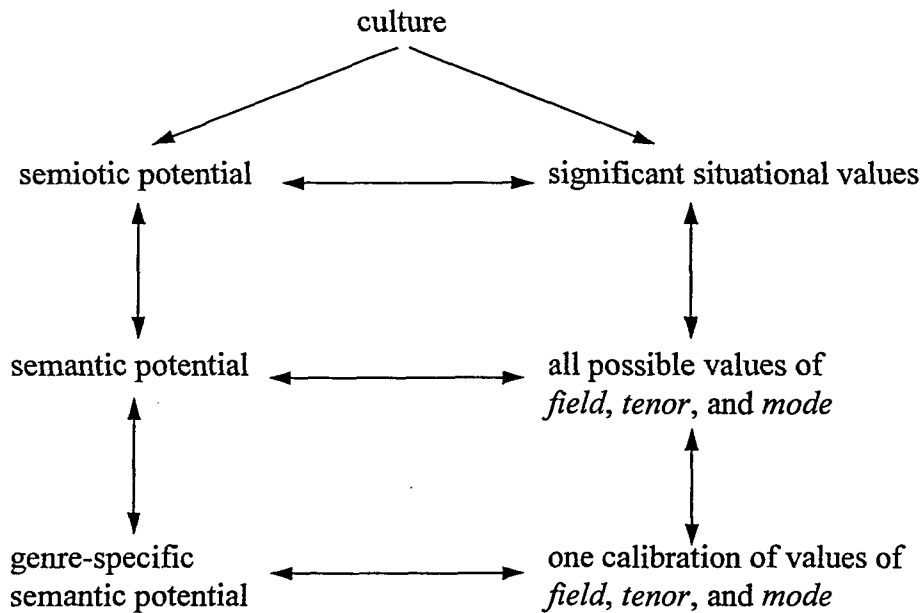 culture
semiotic potential
significant situational values
semantic potential
all possible values of
field, tenor, and mode
genre-specific
semantic potential
one calibration of values of
field, tenor, and mode